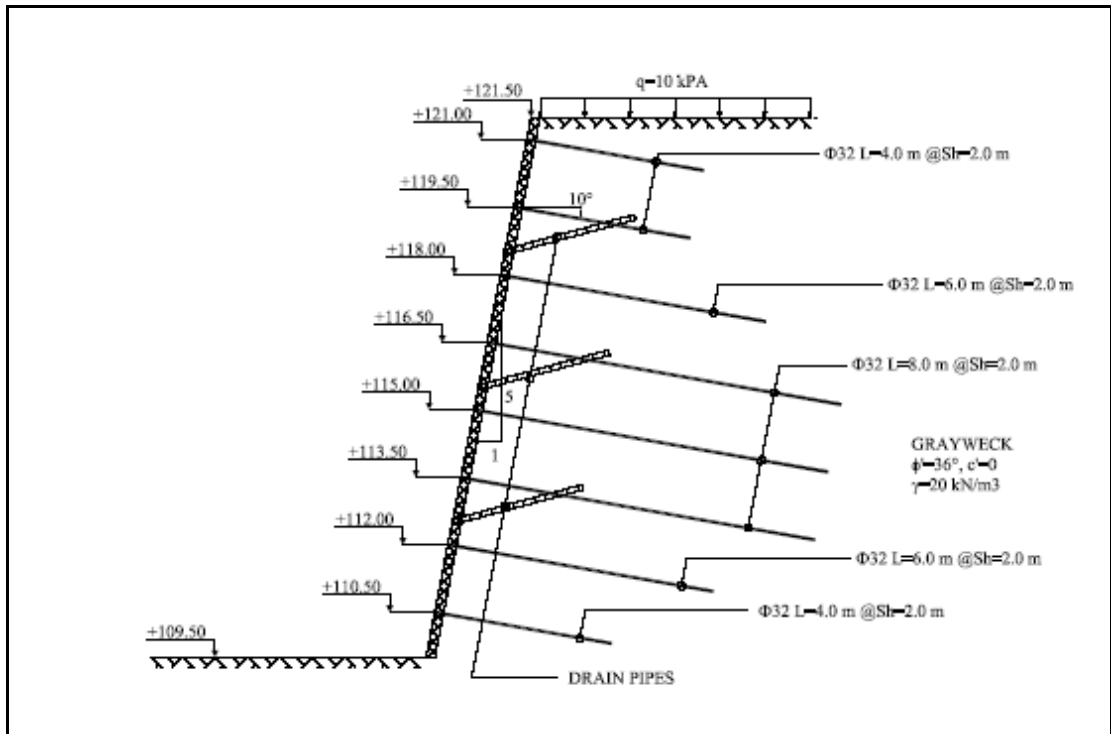 q=10 kPA
+121.50
+121.00
Φ32 L=4.0 m @Sh=2.0 m
+119.50
10°
+118.00
Φ32 L=6.0 m @Sh=2.0 m
+116.50
Φ32 L=8.0 m @Sh=2.0 m
+115.00
5
1
GRAYWECK
ϕ'=36°, c'=0
γ=20 kN/m3
+113.50
+112.00
Φ32 L=6.0 m @Sh=2.0 m
+110.50
Φ32 L=4.0 m @Sh=2.0 m
+109.50
DRAIN PIPES